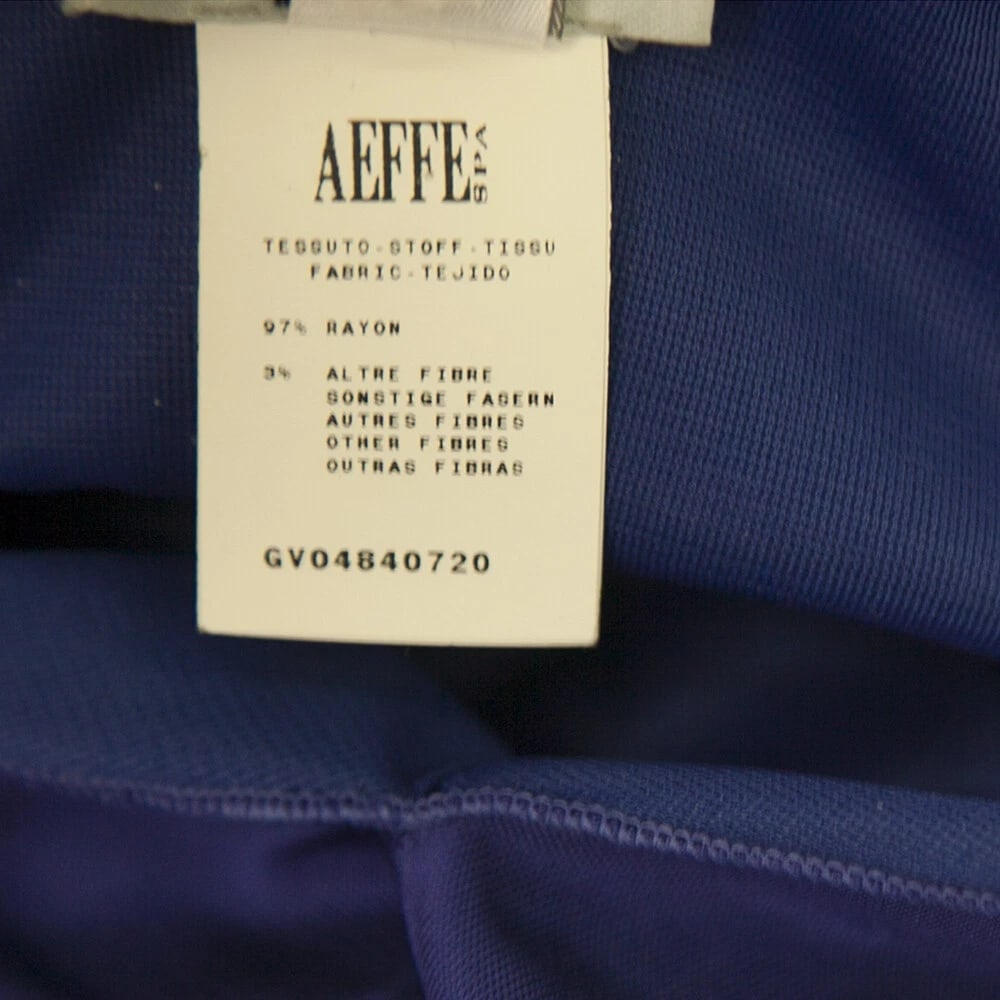 AEFFE SPA
TESSUTO-STOFF-TISSU
FABRIC-TEJIDO
97% RAYON
3% ALTRE FIBRE
SONSTIGE FASERN
AUTRES FIBRES
OTHER FIBRES
OUTRAS FIBRAS
GV04840720